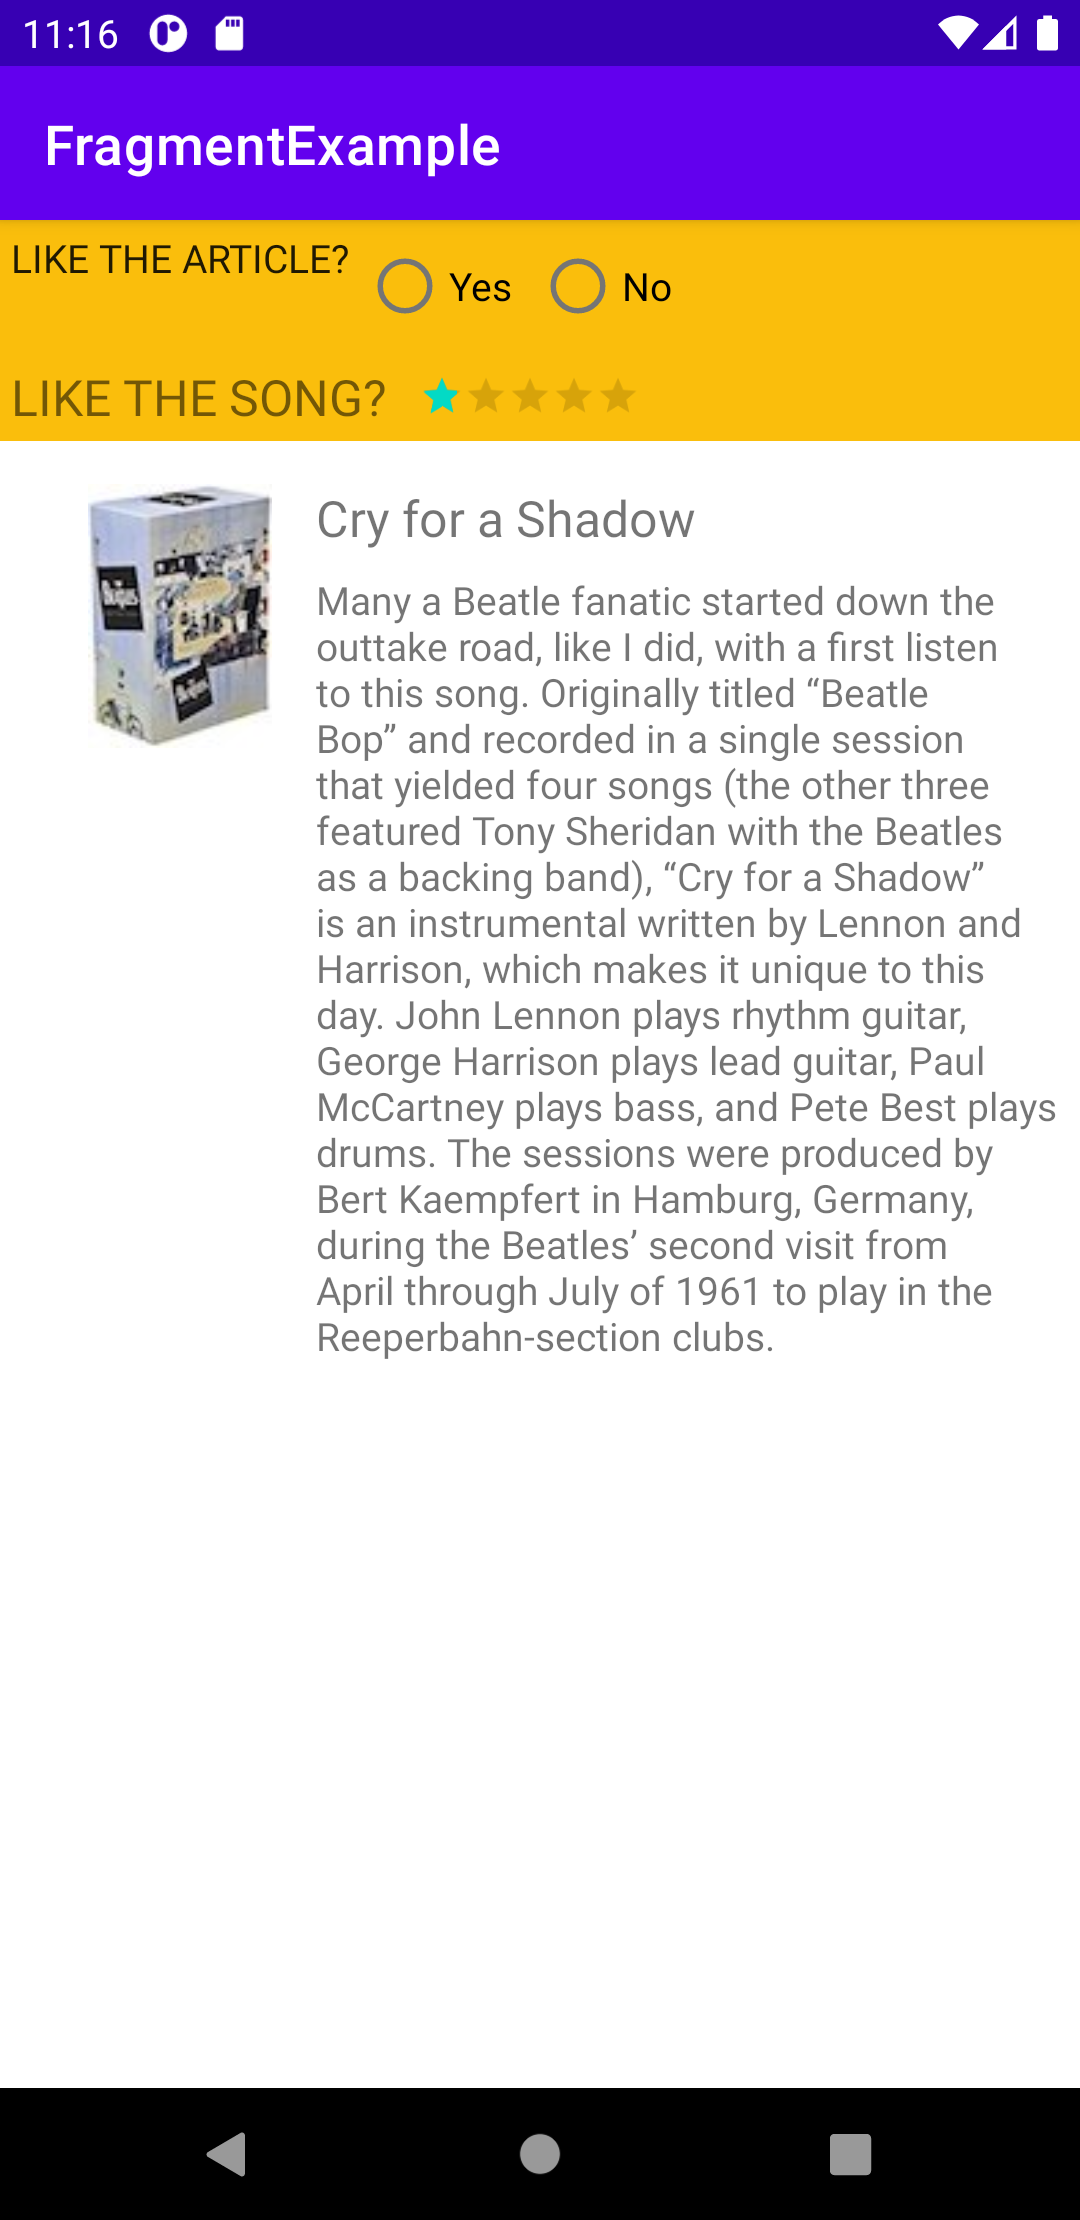 11:16
FragmentExample
LIKE THE ARTICLE? Yes No
LIKE THE SONG?
Cry for a Shadow
Many a Beatle fanatic started down the
outtake road, like I did, with a first listen
to this song. Originally titled “Beatle
Bop” and recorded in a single session
that yielded four songs (the other three
featured Tony Sheridan with the Beatles
as a backing band), “Cry for a Shadow”
is an instrumental written by Lennon and
Harrison, which makes it unique to this
day. John Lennon plays rhythm guitar,
George Harrison plays lead guitar, Paul
McCartney plays bass, and Pete Best plays
drums. The sessions were produced by
Bert Kaempfert in Hamburg, Germany,
during the Beatles’ second visit from
April through July of 1961 to play in the
Reeperbahn-section clubs.